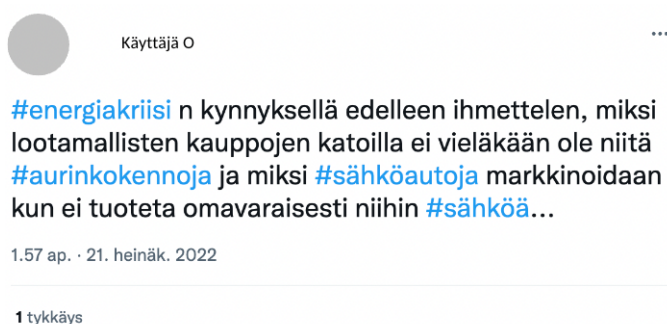 Käyttäjä O
#energiakriisi n kynnyksellä edelleen ihmettelen, miksi
lootamallisten kauppojen katoilla ei vieläkään ole niitä
#aurinkokennoja ja miksi #sähköautoja markkinoidaan
kun ei tuoteta omavaraisesti niihin #sähköä...
1.57 ap. · 21. heinäk. 2022
1 tykkäys